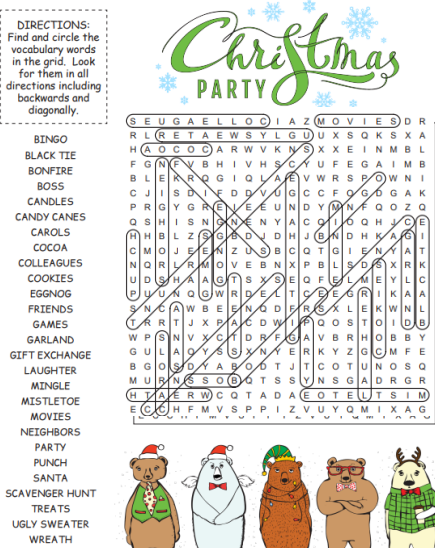 DIRECTIONS:
Find and circle the
vocabulary words
in the grid. Look
for them in all
directions including
backwards and
diagonally.
Christmas
PARTY
BINGO
BLACK TIE
BONFIRE
BOSS
CANDLES
CANDY CANES
CAROLS
COCOA
COLLEAGUES
COOKIES
EGGNOG
FRIENDS
GAMES
GARLAND
GIFT EXCHANGE
LAUGHTER
MINGLE
MISTLETOE
MOVIES
NEIGHBORS
PARTY
PUNCH
SANTA
SCAVENGER HUNT
TREATS
UGLY SWEATER
WREATH
S E U G A E L L O C I A Z M O V I E S D R
R L R E T A E W S Y L G U U X S Q K S X A
H A O C O C A R W V K N S X X E I N M B L
F G N F V B H I V H S C Y U F E G A I M B
B L E K R Q G I Q L A E V W R S P O W N I
C J I S D I F D Q V U G C C F O G D G A K
P R G Y G R E I E E U N D Y M N F Q O Z Q
Q S H I S N G N E N Y A C Q I O Q H J C E
H H B L Z S G B D J D H J B N D H K A G I
C M O J E E N Z U S B C Q T G I E N Y A T
N Q R L R M I V E B N X P B L S D S X R K
U D S H A A G T S X S E Q F E L M E Y L C
P U U N Q G W R D E L T C E E G R I K A A
S N C A W B E E N Q D F R S X L E K W N L
T R R T J X P A C D W I F Q O S T O I D B
W P S N V X C T D R F G A V B R H O B B Y
G U L A Q Y S S X N Y E R K Y Z G C M F E
B G O S D Y A B O D T J T C O T U N O S Q
M U R N S S O B Q T S S Y N S G A D R G R
H T A E R W C Q T A D A E O T E L T S I M
E C C H F M V S P P I Z V U Y Q M I X A G